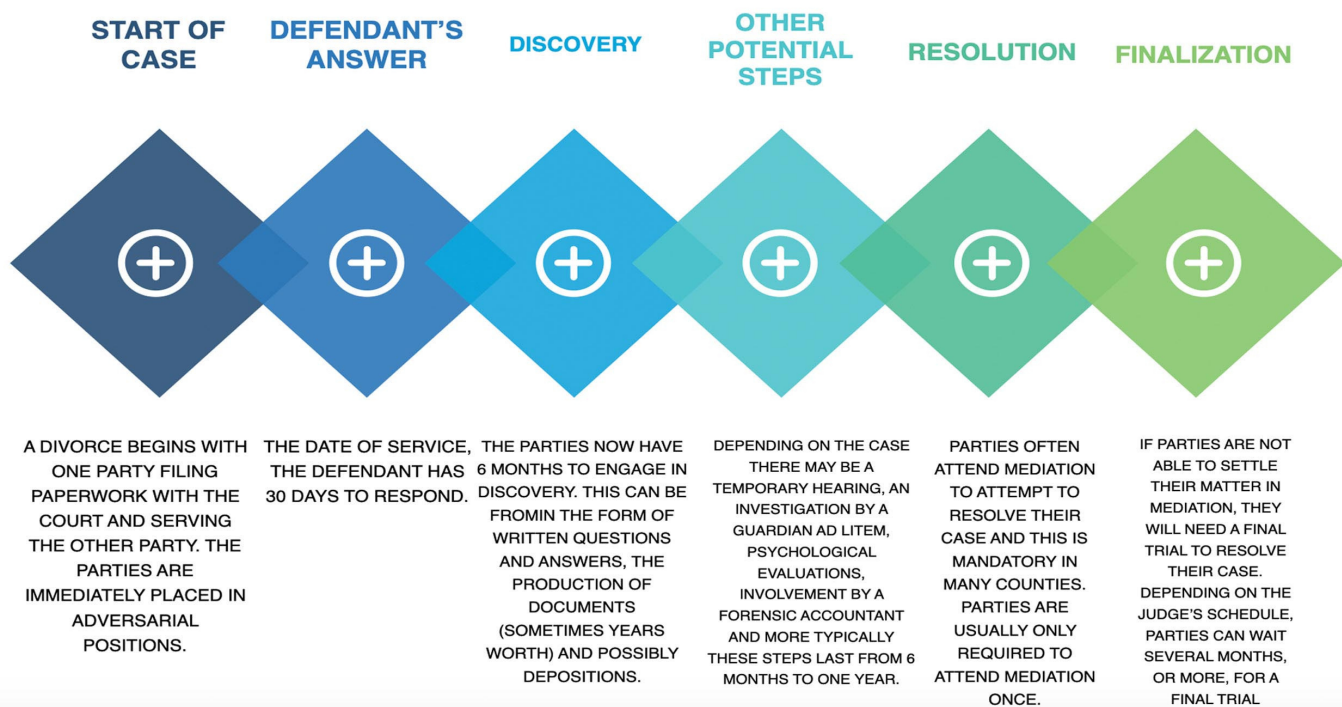 START OF
CASE
DEFENDANT'S
ANSWER
DISCOVERY
OTHER
POTENTIAL
STEPS
RESOLUTION
FINALIZATION
A DIVORCE BEGINS WITH
ONE PARTY FILING
PAPERWORK WITH THE
COURT AND SERVING
THE OTHER PARTY. THE
PARTIES ARE
IMMEDIATELY PLACED IN
ADVERSARIAL
POSITIONS.
THE DATE OF SERVICE,
THE DEFENDANT HAS
30 DAYS TO RESPOND.
THE PARTIES NOW HAVE
6 MONTHS TO ENGAGE IN
DISCOVERY. THIS CAN BE
FROMIN THE FORM OF
WRITTEN QUESTIONS
AND ANSWERS, THE
PRODUCTION OF
DOCUMENTS
(SOMETIMES YEARS
WORTH) AND POSSIBLY
DEPOSITIONS.
DEPENDING ON THE CASE
THERE MAY BE A
TEMPORARY HEARING, AN
INVESTIGATION BY A
GUARDIAN AD LITEM,
PSYCHOLOGICAL
EVALUATIONS,
INVOLVEMENT BY A
FORENSIC ACCOUNTANT
AND MORE TYPICALLY
THESE STEPS LAST FROM 6
MONTHS TO ONE YEAR.
PARTIES OFTEN
ATTEND MEDIATION
TO ATTEMPT TO
RESOLVE THEIR
CASE AND THIS IS
MANDATORY IN
MANY COUNTIES.
PARTIES ARE
USUALLY ONLY
REQUIRED TO
ATTEND MEDIATION
ONCE.
IF PARTIES ARE NOT
ABLE TO SETTLE
THEIR MATTER IN
MEDIATION, THEY
WILL NEED A FINAL
TRIAL TO RESOLVE
THEIR CASE.
DEPENDING ON THE
JUDGE'S SCHEDULE,
PARTIES CAN WAIT
SEVERAL MONTHS,
OR MORE, FOR A
FINAL TRIAL